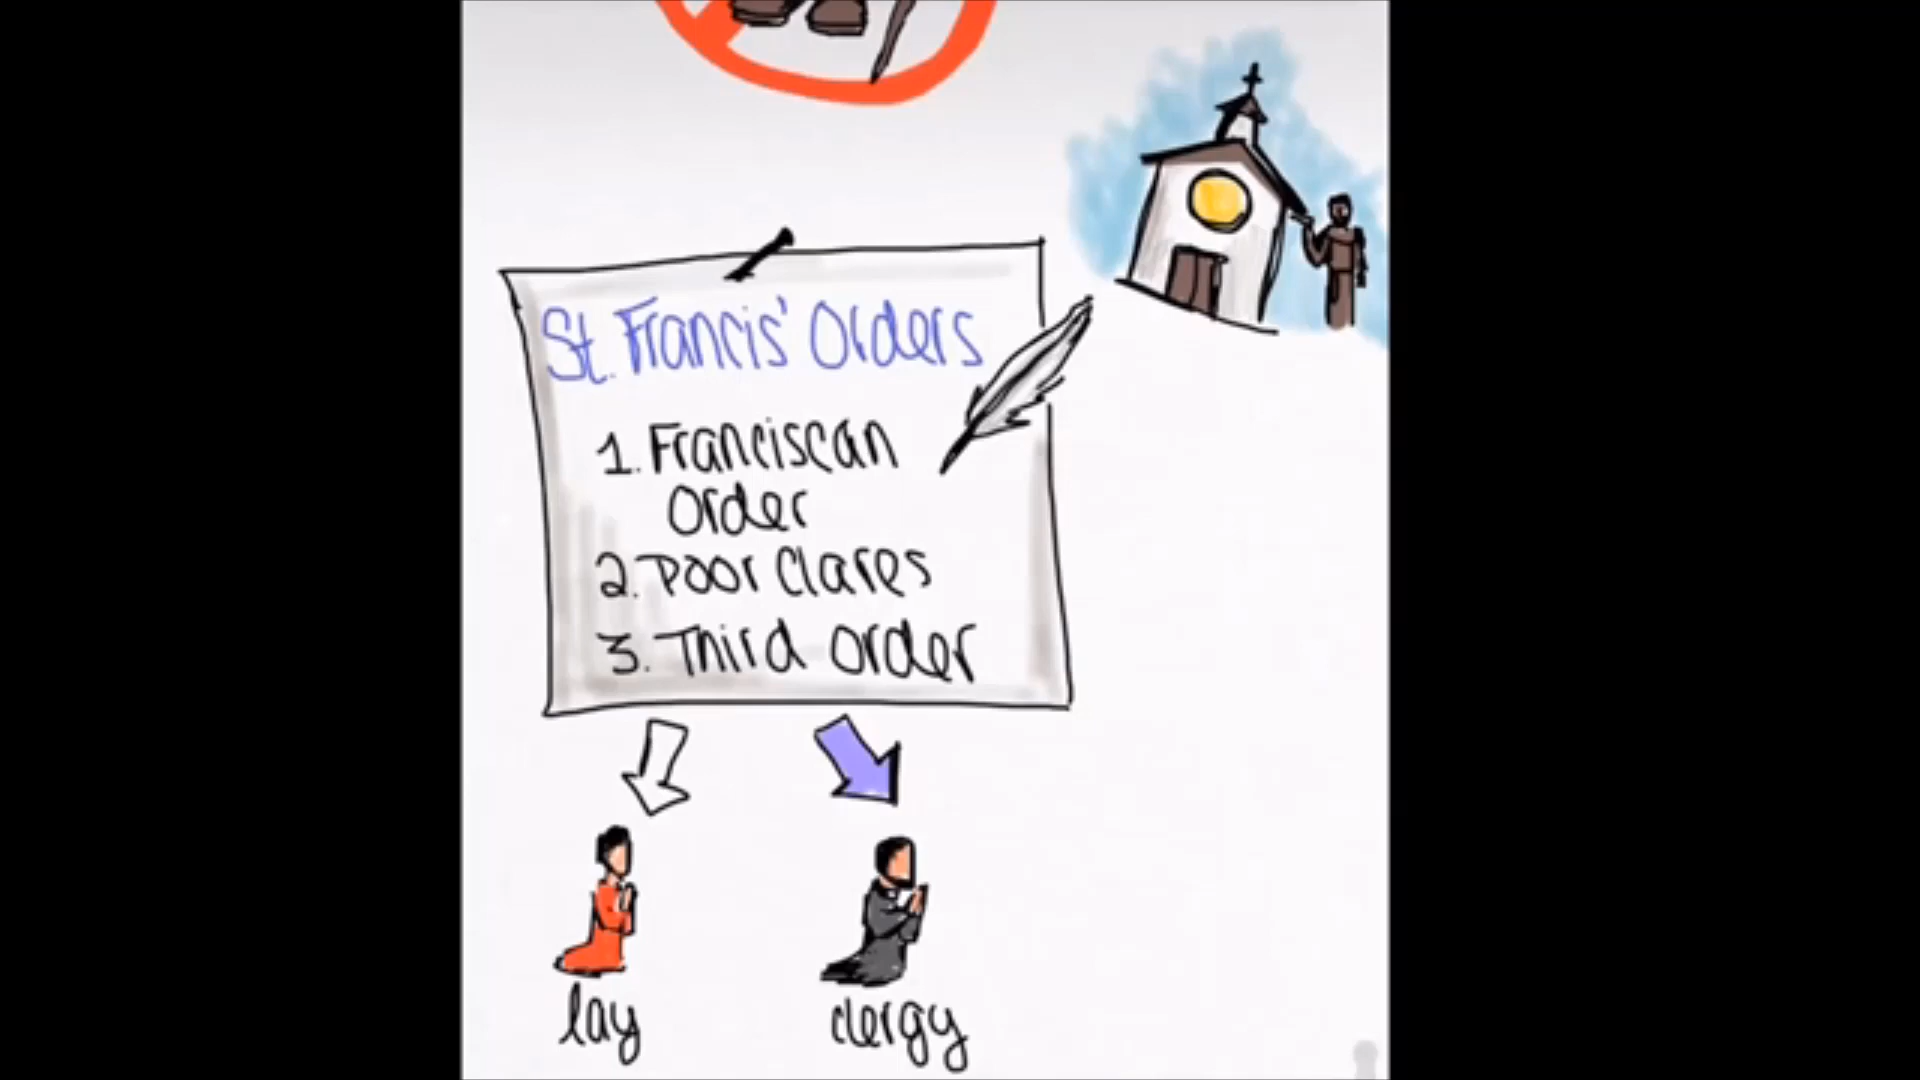 St. Francis' Orders
1. Franciscan
Order
2. Poor Clares
3. Third Order
lay
clergy